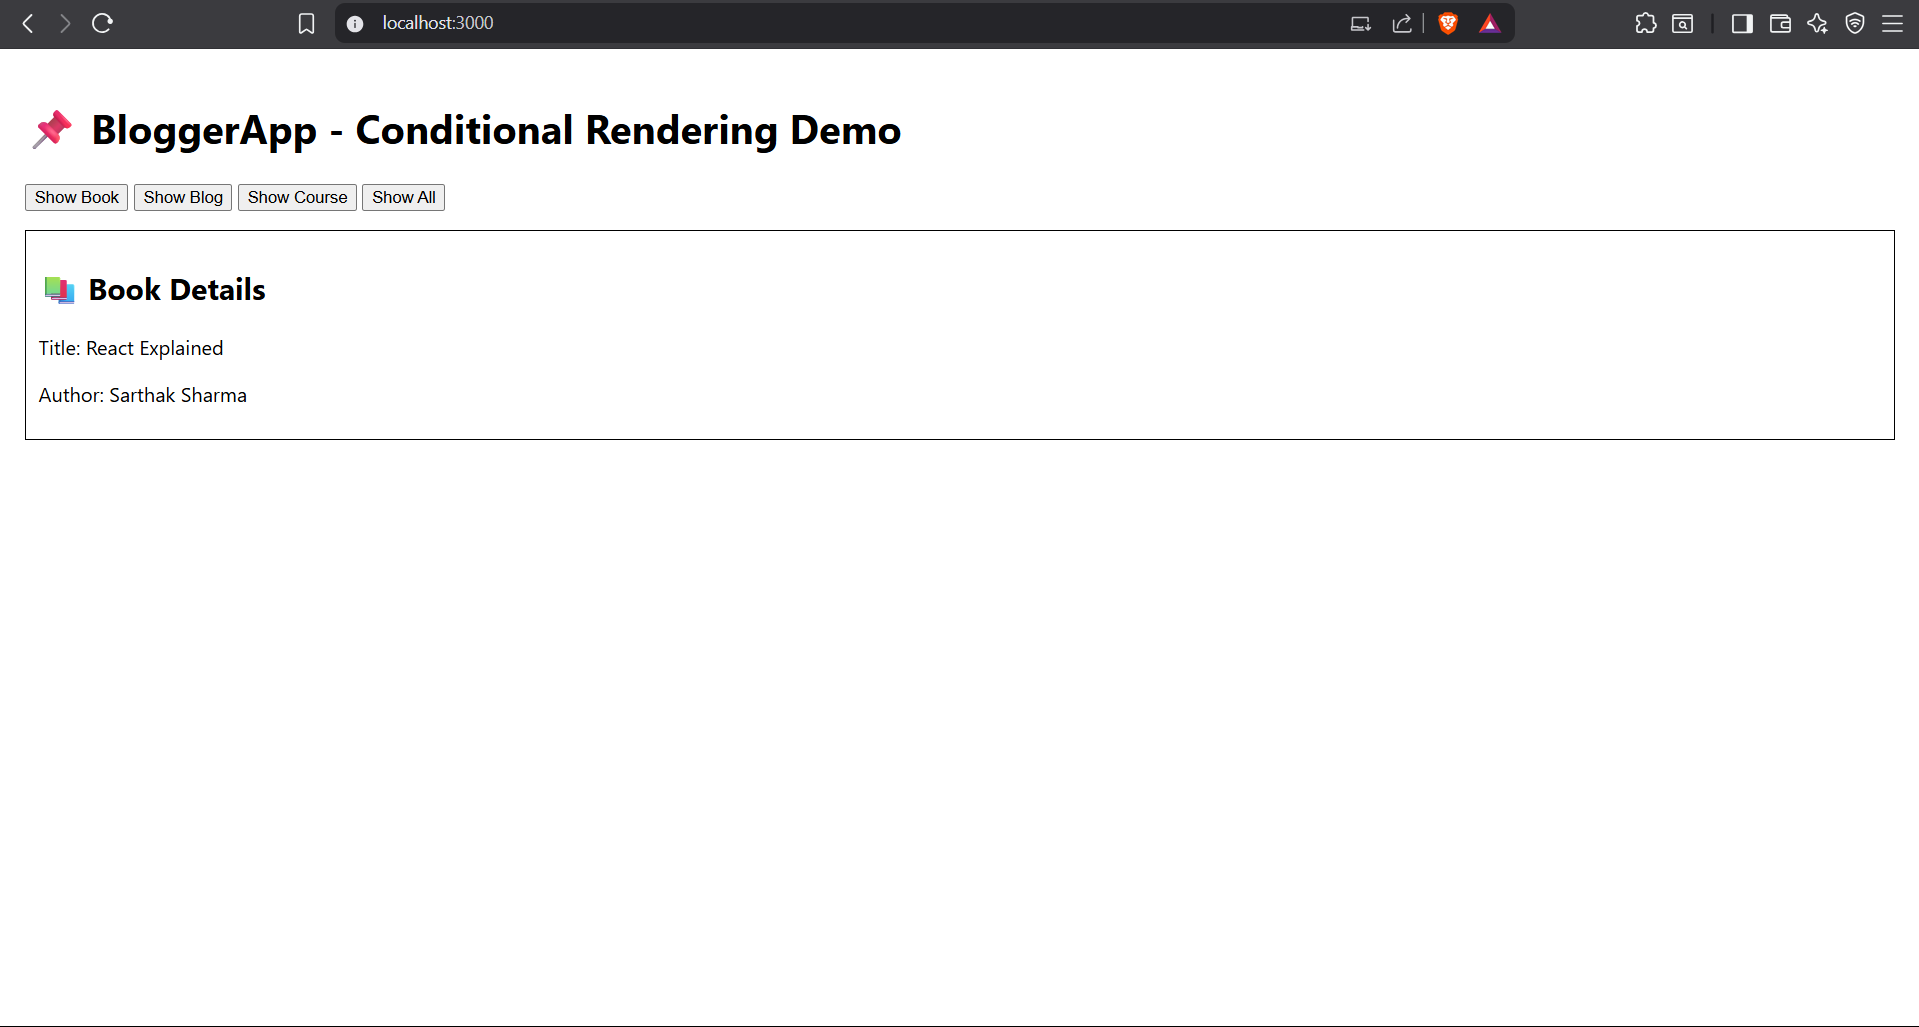 localhost:3000
📌 BloggerApp - Conditional Rendering Demo
Show Book Show Blog Show Course Show All
📚 Book Details
Title: React Explained
Author: Sarthak Sharma